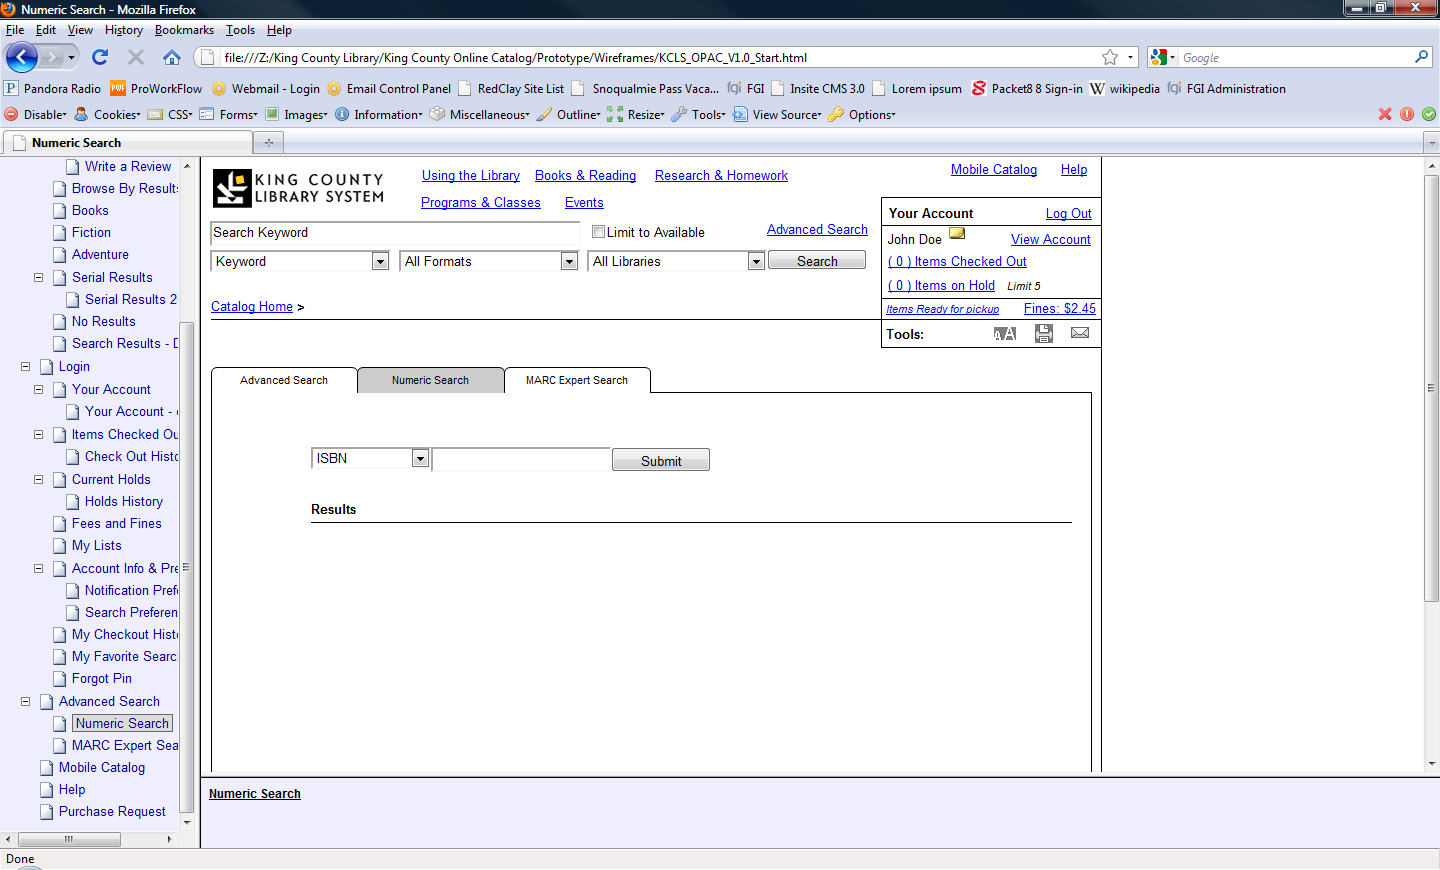 Numeric Search - Mozilla Firefox
File Edit View History Bookmarks Tools Help
file:///Z:/King County Library/King County Online Catalog/Prototype/Wireframes/KCLS_OPAC_V1.0_Start.html
Google
Pandora Radio ProWorkFlow Webmail - Login Email Control Panel RedClay Site List Snoqualmie Pass Vaca... FGI Insite CMS 3.0 Lorem ipsum Packet8 8 Sign-in wikipedia FGI Administration
Disable Cookies CSS Forms Images Information Miscellaneous Outline Resize Tools View Source Options
Numeric Search
Write a Review
Browse By Results
Books
Fiction
Adventure
Serial Results
Serial Results 2
No Results
Search Results - D
Login
Your Account
Your Account -
Items Checked Ou
Check Out Histo
Current Holds
Holds History
Fees and Fines
My Lists
Account Info & Pre
Notification Pref
Search Preferen
My Checkout Histo
My Favorite Searc
Forgot Pin
Advanced Search
Numeric Search
MARC Expert Sea
Mobile Catalog
Help
Purchase Request
KING COUNTY
LIBRARY SYSTEM
Using the Library Books & Reading Research & Homework
Programs & Classes Events
Mobile Catalog Help
Search Keyword
Limit to Available
Advanced Search
Keyword All Formats All Libraries Search
Your Account Log Out
John Doe View Account
( 0 ) Items Checked Out
( 0 ) Items on Hold Limit 5
Items Ready for pickup Fines: $2.45
Tools: AA
Catalog Home >
Advanced Search Numeric Search MARC Expert Search
ISBN Submit
Results
Numeric Search
Done